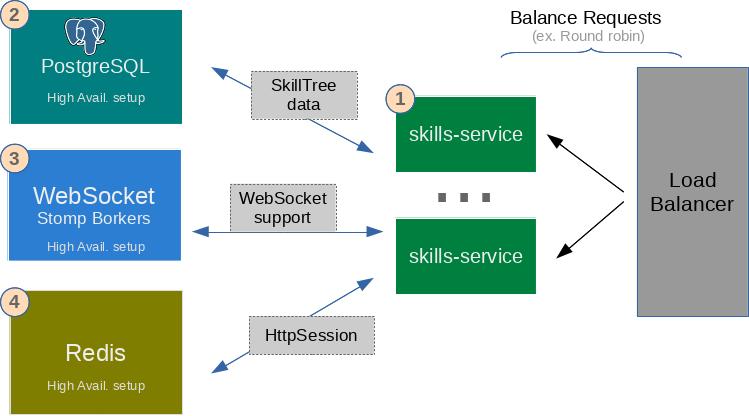 2
PostgreSQL
High Avail. setup
3
WebSocket
Stomp Borkers
High Avail. setup
4
Redis
High Avail. setup
SkillTree
data
WebSocket
support
HttpSession
1
skills-service
...
skills-service
Balance Requests
(ex. Round robin)
Load
Balancer